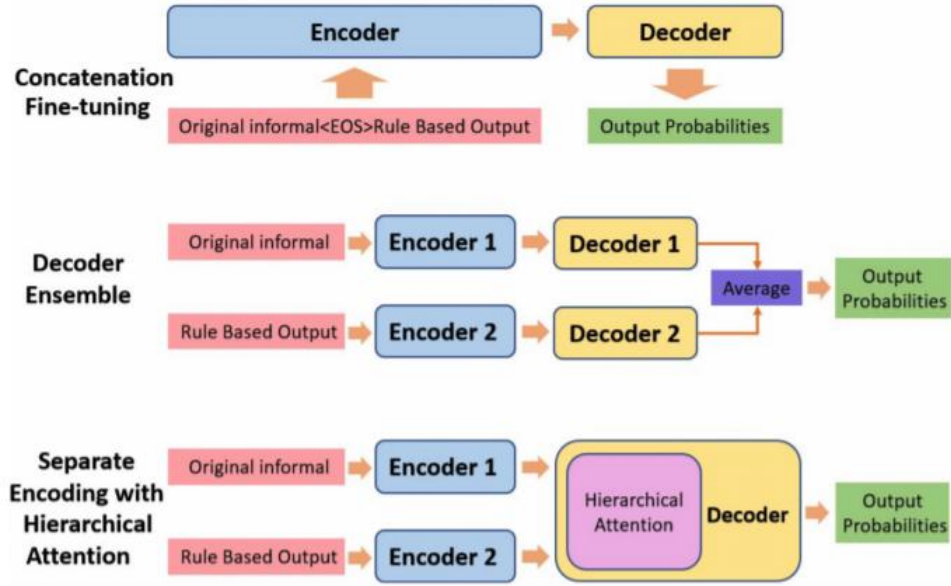 Encoder
Decoder
Concatenation
Fine-tuning
Original informal<EOS>Rule Based Output
Output Probabilities
Original informal
Encoder 1
Decoder 1
Decoder
Ensemble
Average
Output
Probabilities
Rule Based Output
Encoder 2
Decoder 2
Separate
Encoding with
Hierarchical
Attention
Original informal
Encoder 1
Hierarchical
Attention
Decoder
Output
Probabilities
Rule Based Output
Encoder 2